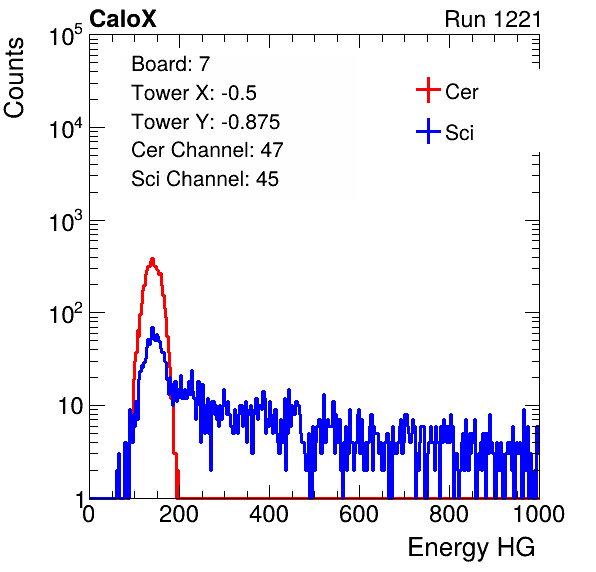 CaloX Run 1221
Counts
Board: 7
Tower X: -0.5
Tower Y: -0.875
Cer Channel: 47
Sci Channel: 45
Cer
Sci
10^5
10^4
10^3
10^2
10
1
0 200 400 600 800 1000
Energy HG